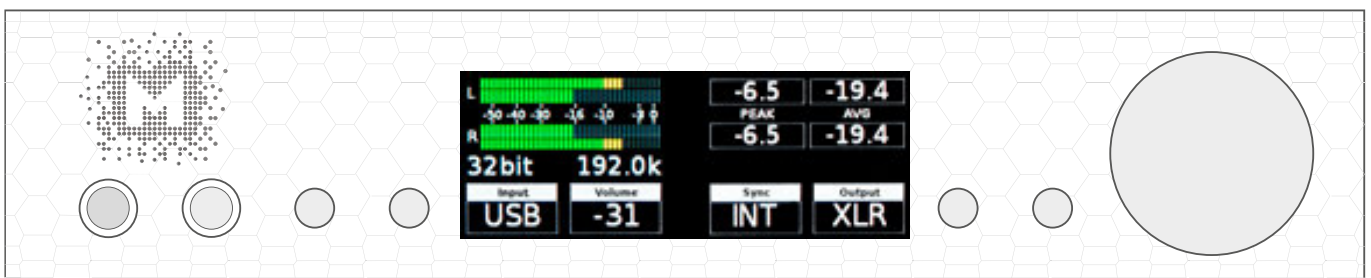 M
L
-6.5 -19.4
-50 -40 -30 -16 -10 -3 0
PEAK AVG
R
-6.5 -19.4
32bit 192.0k
Input Volume Sync Output
USB -31 INT XLR